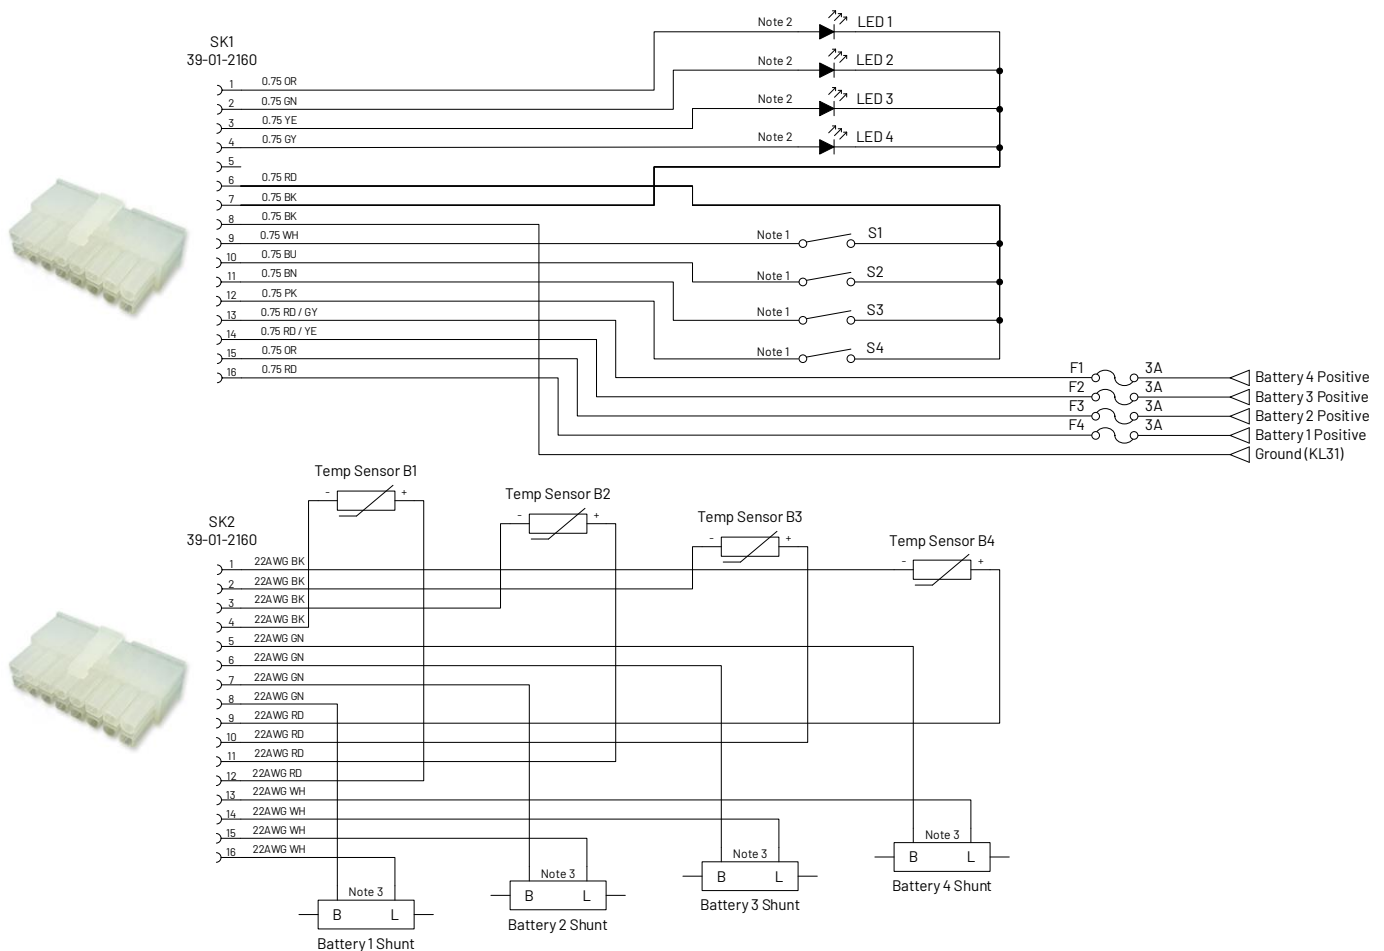 SK1
39-01-2160
1 0.75 OR
2 0.75 GN
3 0.75 YE
4 0.75 GY
5
6 0.75 RD
7 0.75 BK
8 0.75 BK
9 0.75 WH
10 0.75 BU
11 0.75 BN
12 0.75 PK
13 0.75 RD / GY
14 0.75 RD / YE
15 0.75 OR
16 0.75 RD
Note 2 LED 1
Note 2 LED 2
Note 2 LED 3
Note 2 LED 4
Note 1 S1
Note 1 S2
Note 1 S3
Note 1 S4
F1 3A Battery 4 Positive
F2 3A Battery 3 Positive
F3 3A Battery 2 Positive
F4 3A Battery 1 Positive
Ground (KL31)
Temp Sensor B1
- +
Temp Sensor B2
- +
Temp Sensor B3
- +
Temp Sensor B4
- +
SK2
39-01-2160
1 22AWG BK
2 22AWG BK
3 22AWG BK
4 22AWG BK
5 22AWG GN
6 22AWG GN
7 22AWG GN
8 22AWG GN
9 22AWG RD
10 22AWG RD
11 22AWG RD
12 22AWG RD
13 22AWG WH
14 22AWG WH
15 22AWG WH
16 22AWG WH
Note 3
B L
Battery 1 Shunt
Note 3
B L
Battery 2 Shunt
Note 3
B L
Battery 3 Shunt
Note 3
B L
Battery 4 Shunt